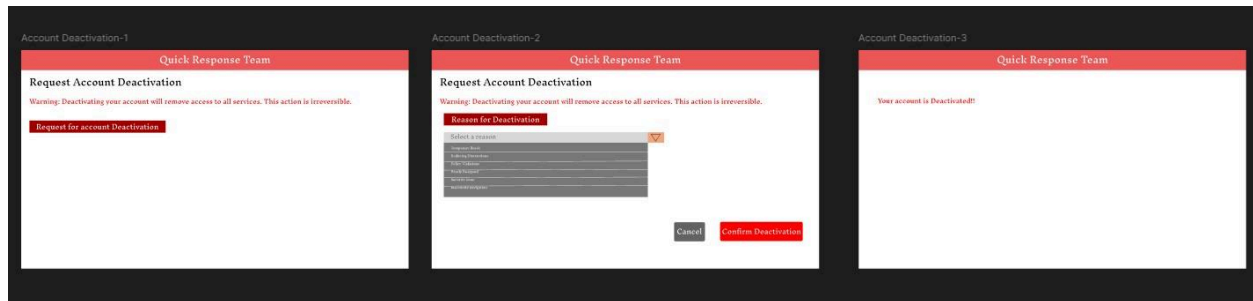 Account Deactivation-1
Quick Response Team
Request Account Deactivation
Warning: Deactivating your account will remove access to all services. This action is irreversible.
Request for account Deactivation
Account Deactivation-2
Quick Response Team
Request Account Deactivation
Warning: Deactivating your account will remove access to all services. This action is irreversible.
Reason for Deactivation
Select a reason
Cancel
Confirm Deactivation
Account Deactivation-3
Quick Response Team
Your account is Deactivated!!